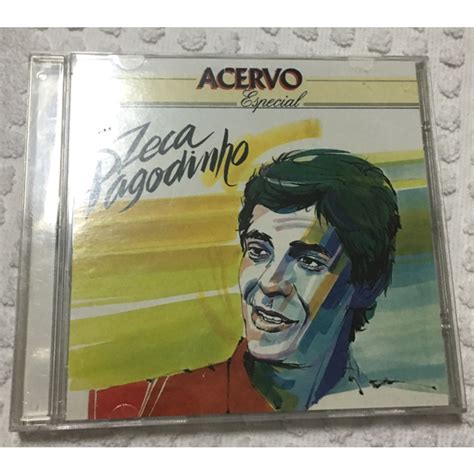 ACERVO
Especial
Zeca
Pagodinho